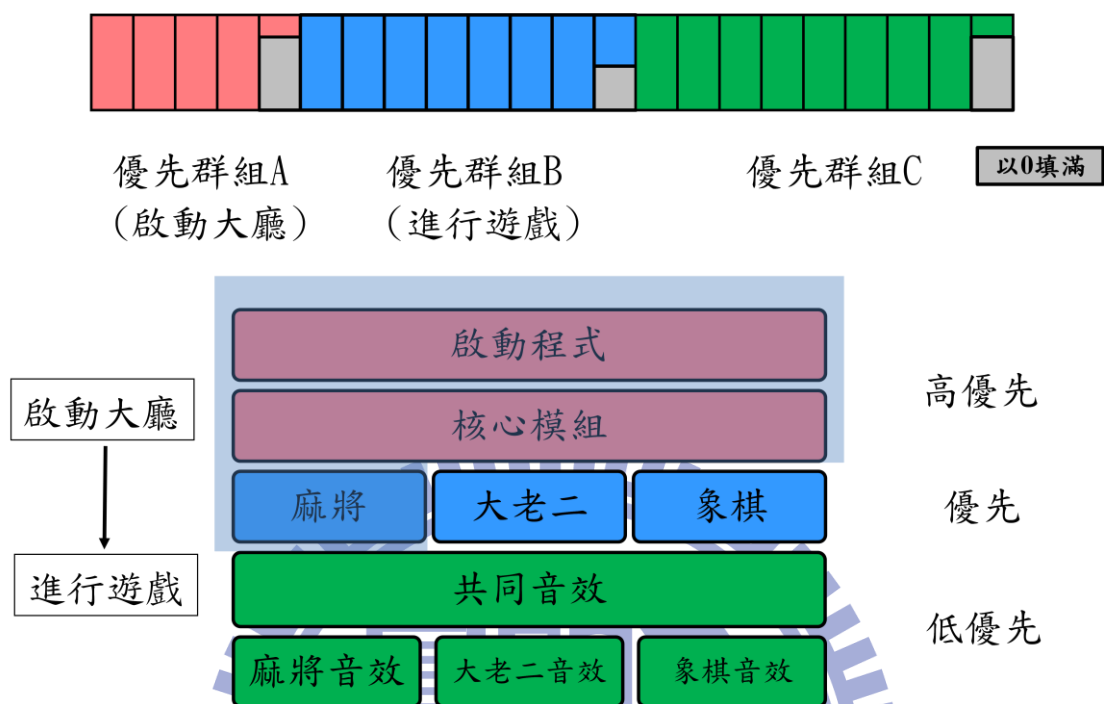 優先群組A
(啟動大廳)
優先群組B
(進行遊戲)
優先群組C
以0填滿
啟動程式
啟動大廳
核心模組
高優先
麻將
大老二
象棋
優先
進行遊戲
共同音效
低優先
麻將音效
大老二音效
象棋音效